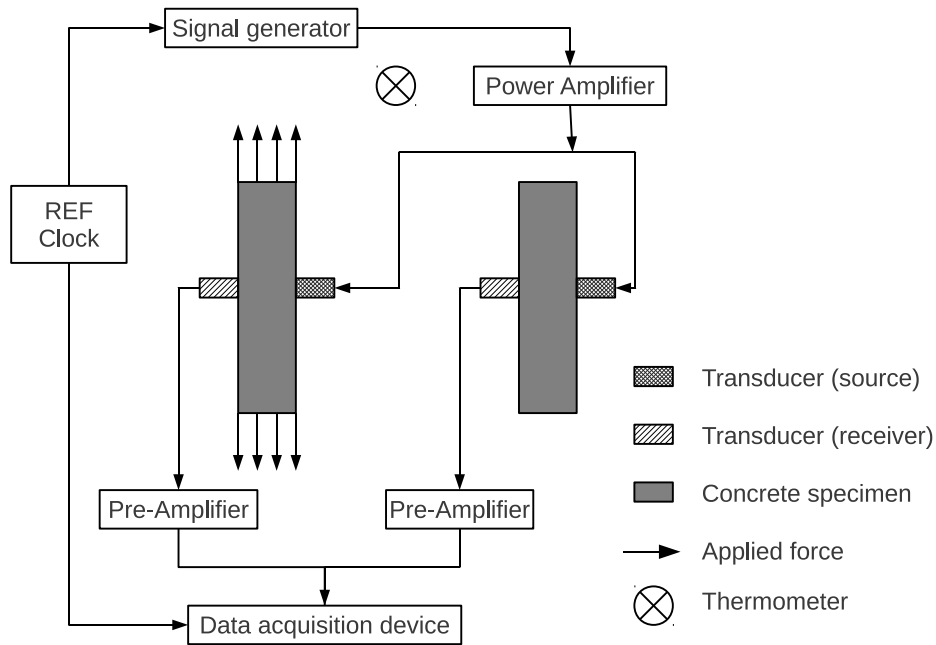 Signal generator
Power Amplifier
REF
Clock
Transducer (source)
Transducer (receiver)
Pre-Amplifier
Pre-Amplifier
Concrete specimen
Applied force
Thermometer
Data acquisition device